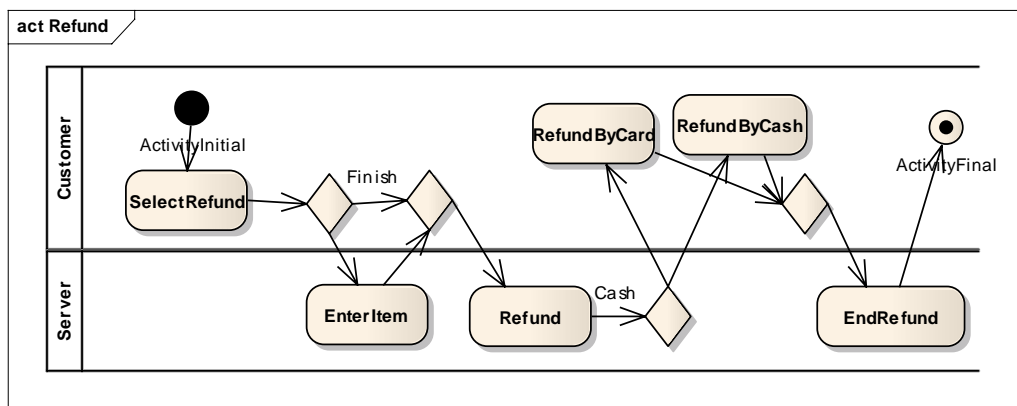 act Refund
Customer
ActivityInitial
SelectRefund
Finish
RefundByCard
RefundByCash
ActivityFinal
Server
EnterItem
Refund
Cash
EndRefund